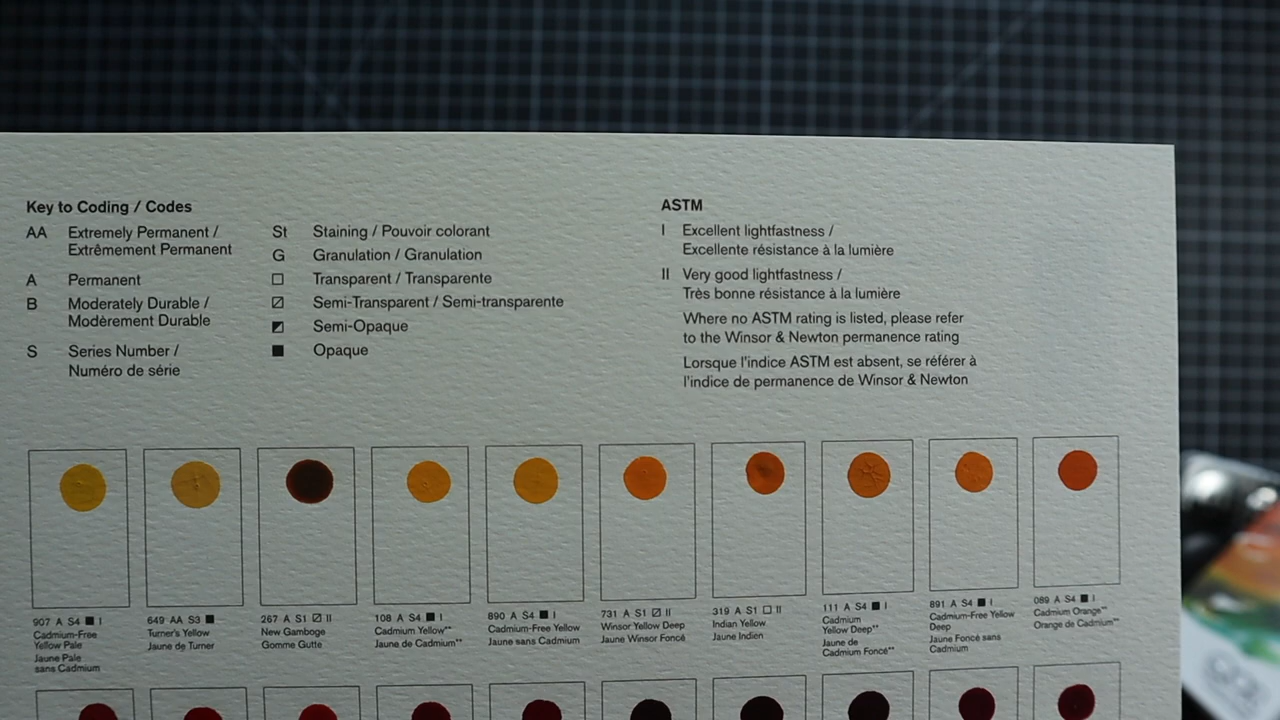 Key to Coding / Codes
AA Extremely Permanent /
Extrêmement Permanent
A Permanent
B Moderately Durable /
Modèrement Durable
S Series Number /
Numéro de série
St Staining / Pouvoir colorant
G Granulation / Granulation
□ Transparent / Transparente
⧄ Semi-Transparent / Semi-transparente
◪ Semi-Opaque
■ Opaque
ASTM
I Excellent lightfastness /
Excellente résistance à la lumière
II Very good lightfastness /
Très bonne résistance à la lumière
Where no ASTM rating is listed, please refer
to the Winsor & Newton permanence rating
Lorsque l'indice ASTM est absent, se référer à
l'indice de permanence de Winsor & Newton
907 A S4 ■ I
Cadmium-Free
Yellow Pale
Jaune Pale
sans Cadmium
649 AA S3 ■
Turner's Yellow
Jaune de Turner
267 A S1 ⧄ II
New Gamboge
Gomme Gutte
108 A S4 ■ I
Cadmium Yellow**
Jaune de Cadmium**
890 A S4 ■ I
Cadmium-Free Yellow
Jaune sans Cadmium
731 A S1 ⧄ II
Winsor Yellow Deep
Jaune Winsor Foncé
319 A S1 □ II
Indian Yellow
Jaune Indien
111 A S4 ■ I
Cadmium
Yellow Deep**
Jaune de
Cadmium Foncé**
891 A S4 ■ I
Cadmium-Free Yellow
Deep
Jaune Foncé sans
Cadmium
089 A S4 ■ I
Cadmium Orange**
Orange de Cadmium**